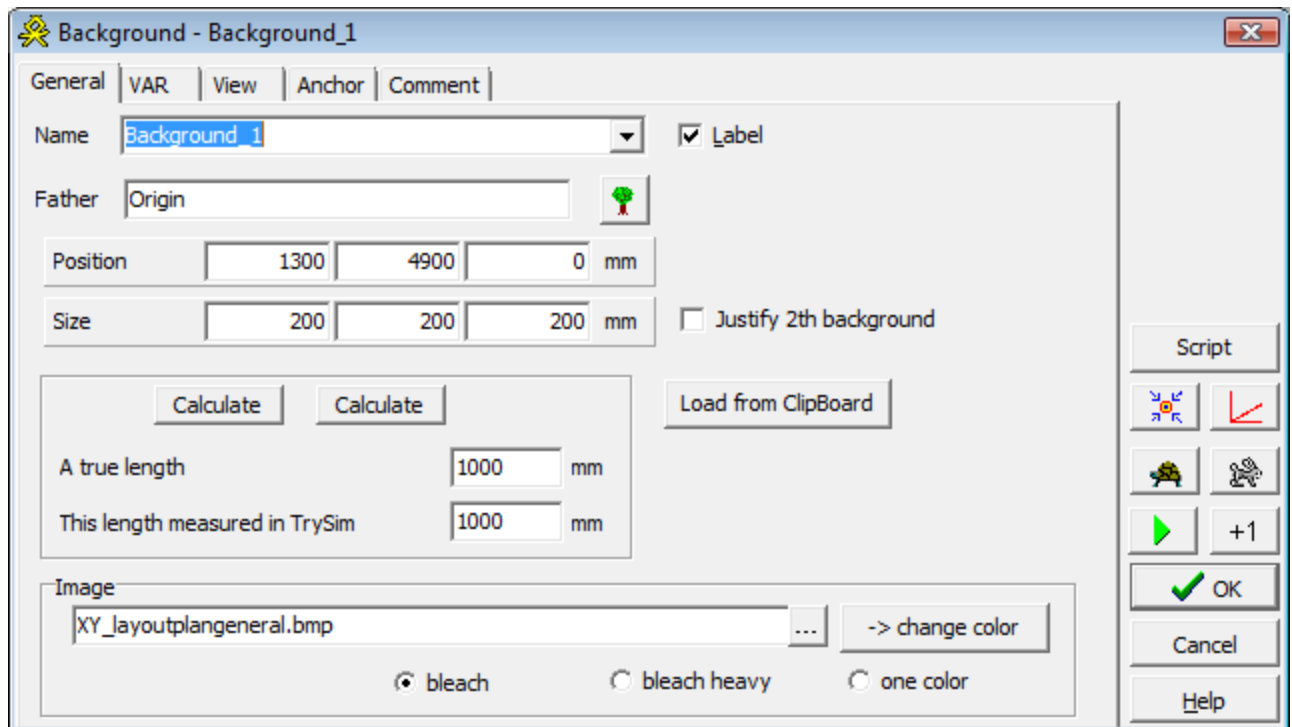 Background - Background_1
General VAR View Anchor Comment
Name Background_1 Label
Father Origin
Position 1300 4900 0 mm
Size 200 200 200 mm Justify 2th background
Script
Calculate Calculate Load from ClipBoard
A true length 1000 mm
This length measured in TrySim 1000 mm
+1
Image
OK
XY_layoutplangeneral.bmp ... -> change color
Cancel
bleach bleach heavy one color
Help